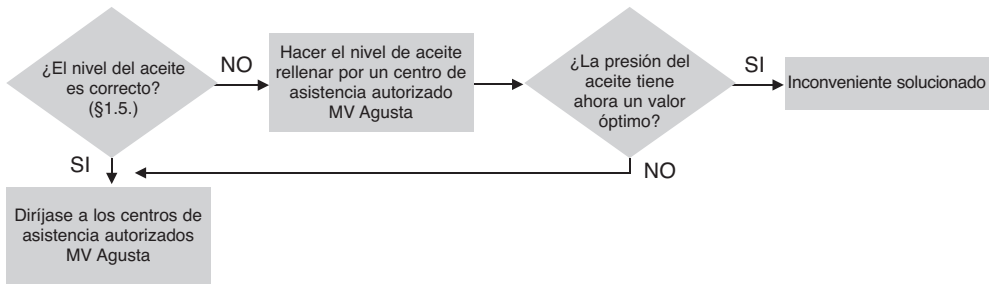 ¿El nivel del aceite
es correcto?
(§1.5.)
NO
Hacer el nivel de aceite
rellenar por un centro de
asistencia autorizado
MV Agusta
¿La presión del
aceite tiene
ahora un valor
óptimo?
SI
Inconveniente solucionado
SI
NO
Diríjase a los centros de
asistencia autorizados
MV Agusta